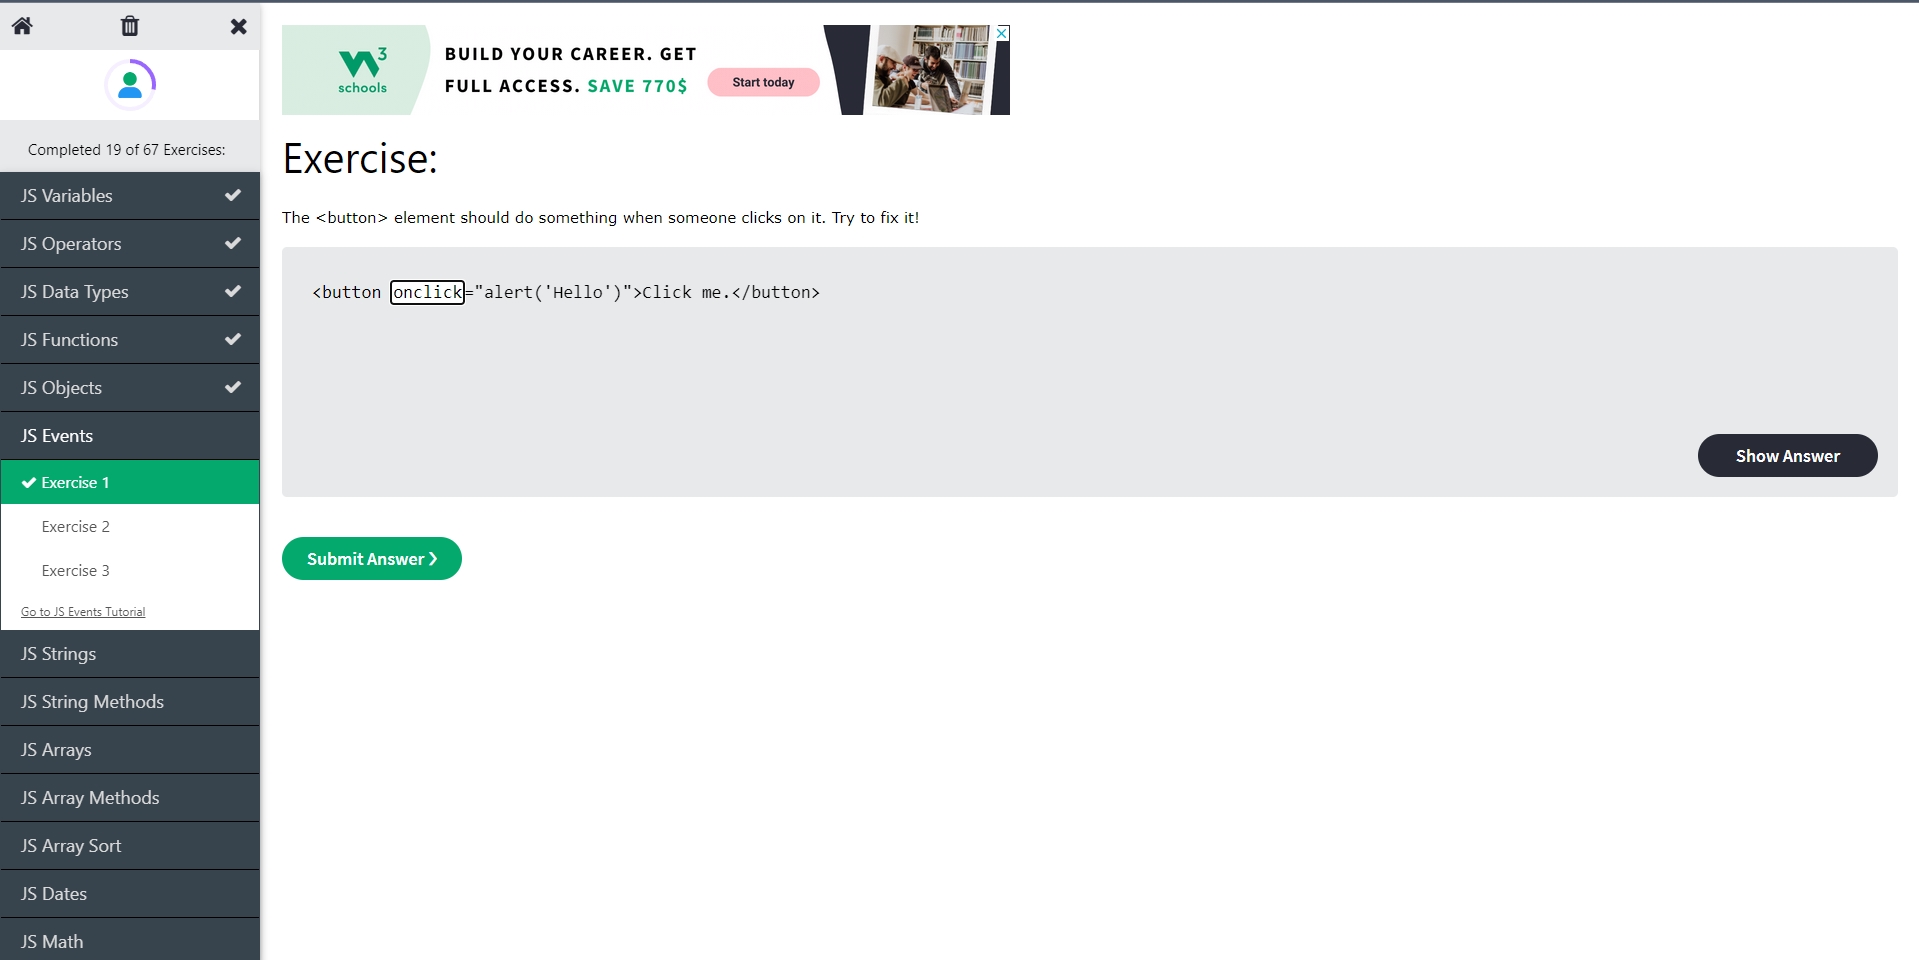 Completed 19 of 67 Exercises:
JS Variables
JS Operators
JS Data Types
JS Functions
JS Objects
JS Events
Exercise 1
Exercise 2
Exercise 3
Go to JS Events Tutorial
JS Strings
JS String Methods
JS Arrays
JS Array Methods
JS Array Sort
JS Dates
JS Math
W3
schools
BUILD YOUR CAREER. GET
FULL ACCESS. SAVE 770$
Start today
Exercise:
The <button> element should do something when someone clicks on it. Try to fix it!
<button onclick="alert('Hello')">Click me.</button>
Show Answer
Submit Answer ❯